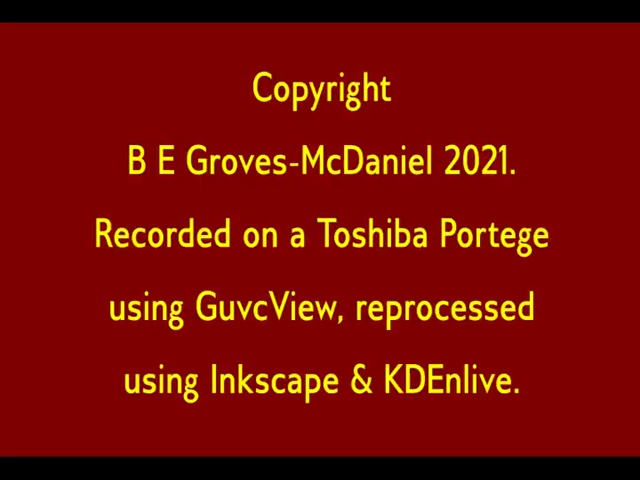 Copyright
B E Groves-McDaniel 2021.
Recorded on a Toshiba Portege
using GuvcView, reprocessed
using Inkscape & KDEnlive.